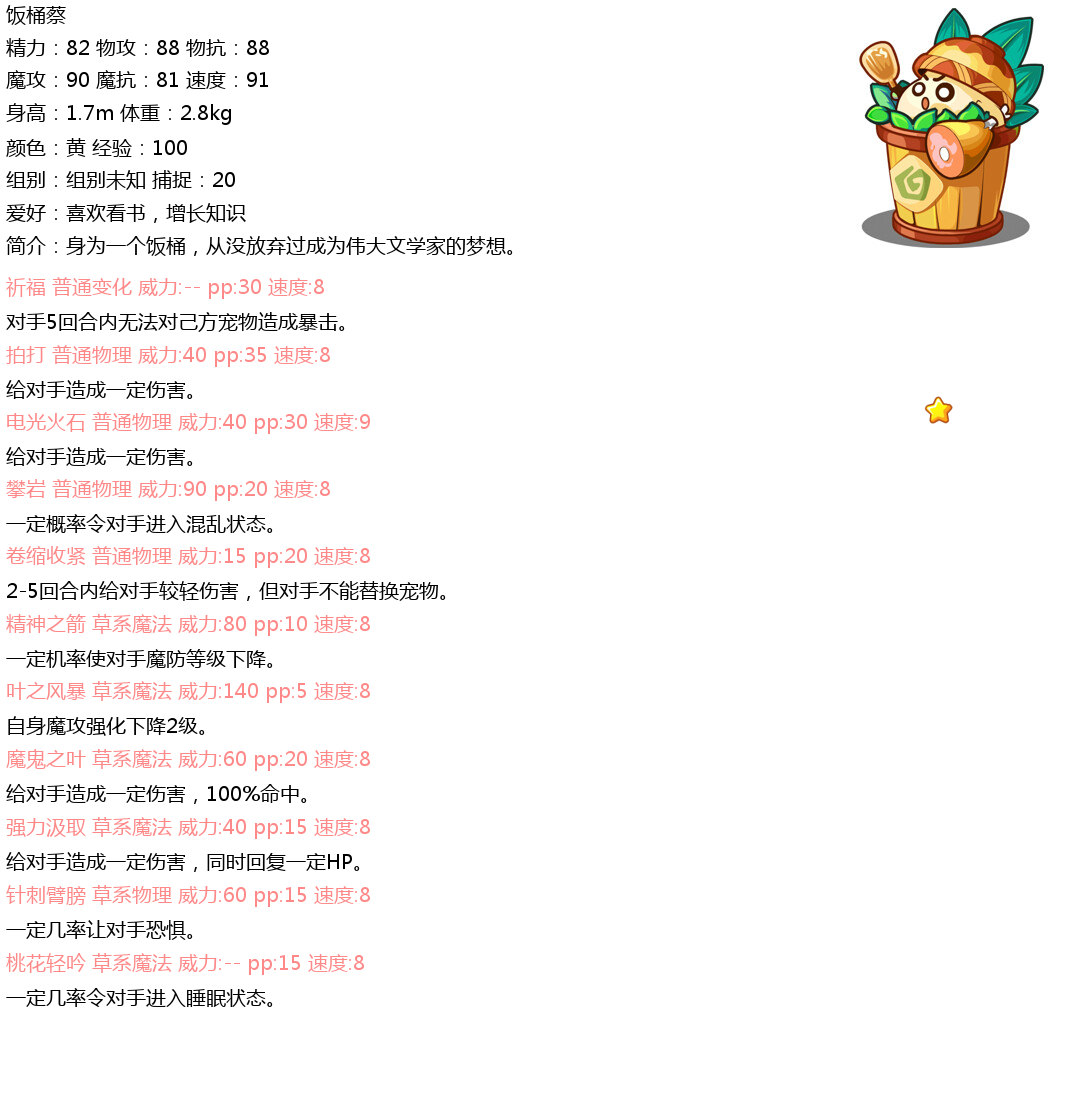 饭桶蔡
精力：82 物攻：88 物抗：88
魔攻：90 魔抗：81 速度：91
身高：1.7m 体重：2.8kg
颜色：黄 经验：100
组别：组别未知 捕捉：20
爱好：喜欢看书，增长知识
简介：身为一个饭桶，从没放弃过成为伟大文学家的梦想。
祈福 普通变化 威力:-- pp:30 速度:8
对手5回合内无法对己方宠物造成暴击。
拍打 普通物理 威力:40 pp:35 速度:8
给对手造成一定伤害。
电光火石 普通物理 威力:40 pp:30 速度:9
给对手造成一定伤害。
攀岩 普通物理 威力:90 pp:20 速度:8
一定概率令对手进入混乱状态。
卷缩收紧 普通物理 威力:15 pp:20 速度:8
2-5回合内给对手较轻伤害，但对手不能替换宠物。
精神之箭 草系魔法 威力:80 pp:10 速度:8
一定机率使对手魔防等级下降。
叶之风暴 草系魔法 威力:140 pp:5 速度:8
自身魔攻强化下降2级。
魔鬼之叶 草系魔法 威力:60 pp:20 速度:8
给对手造成一定伤害，100%命中。
强力汲取 草系魔法 威力:40 pp:15 速度:8
给对手造成一定伤害，同时回复一定HP。
针刺臂膀 草系物理 威力:60 pp:15 速度:8
一定几率让对手恐惧。
桃花轻吟 草系魔法 威力:-- pp:15 速度:8
一定几率令对手进入睡眠状态。